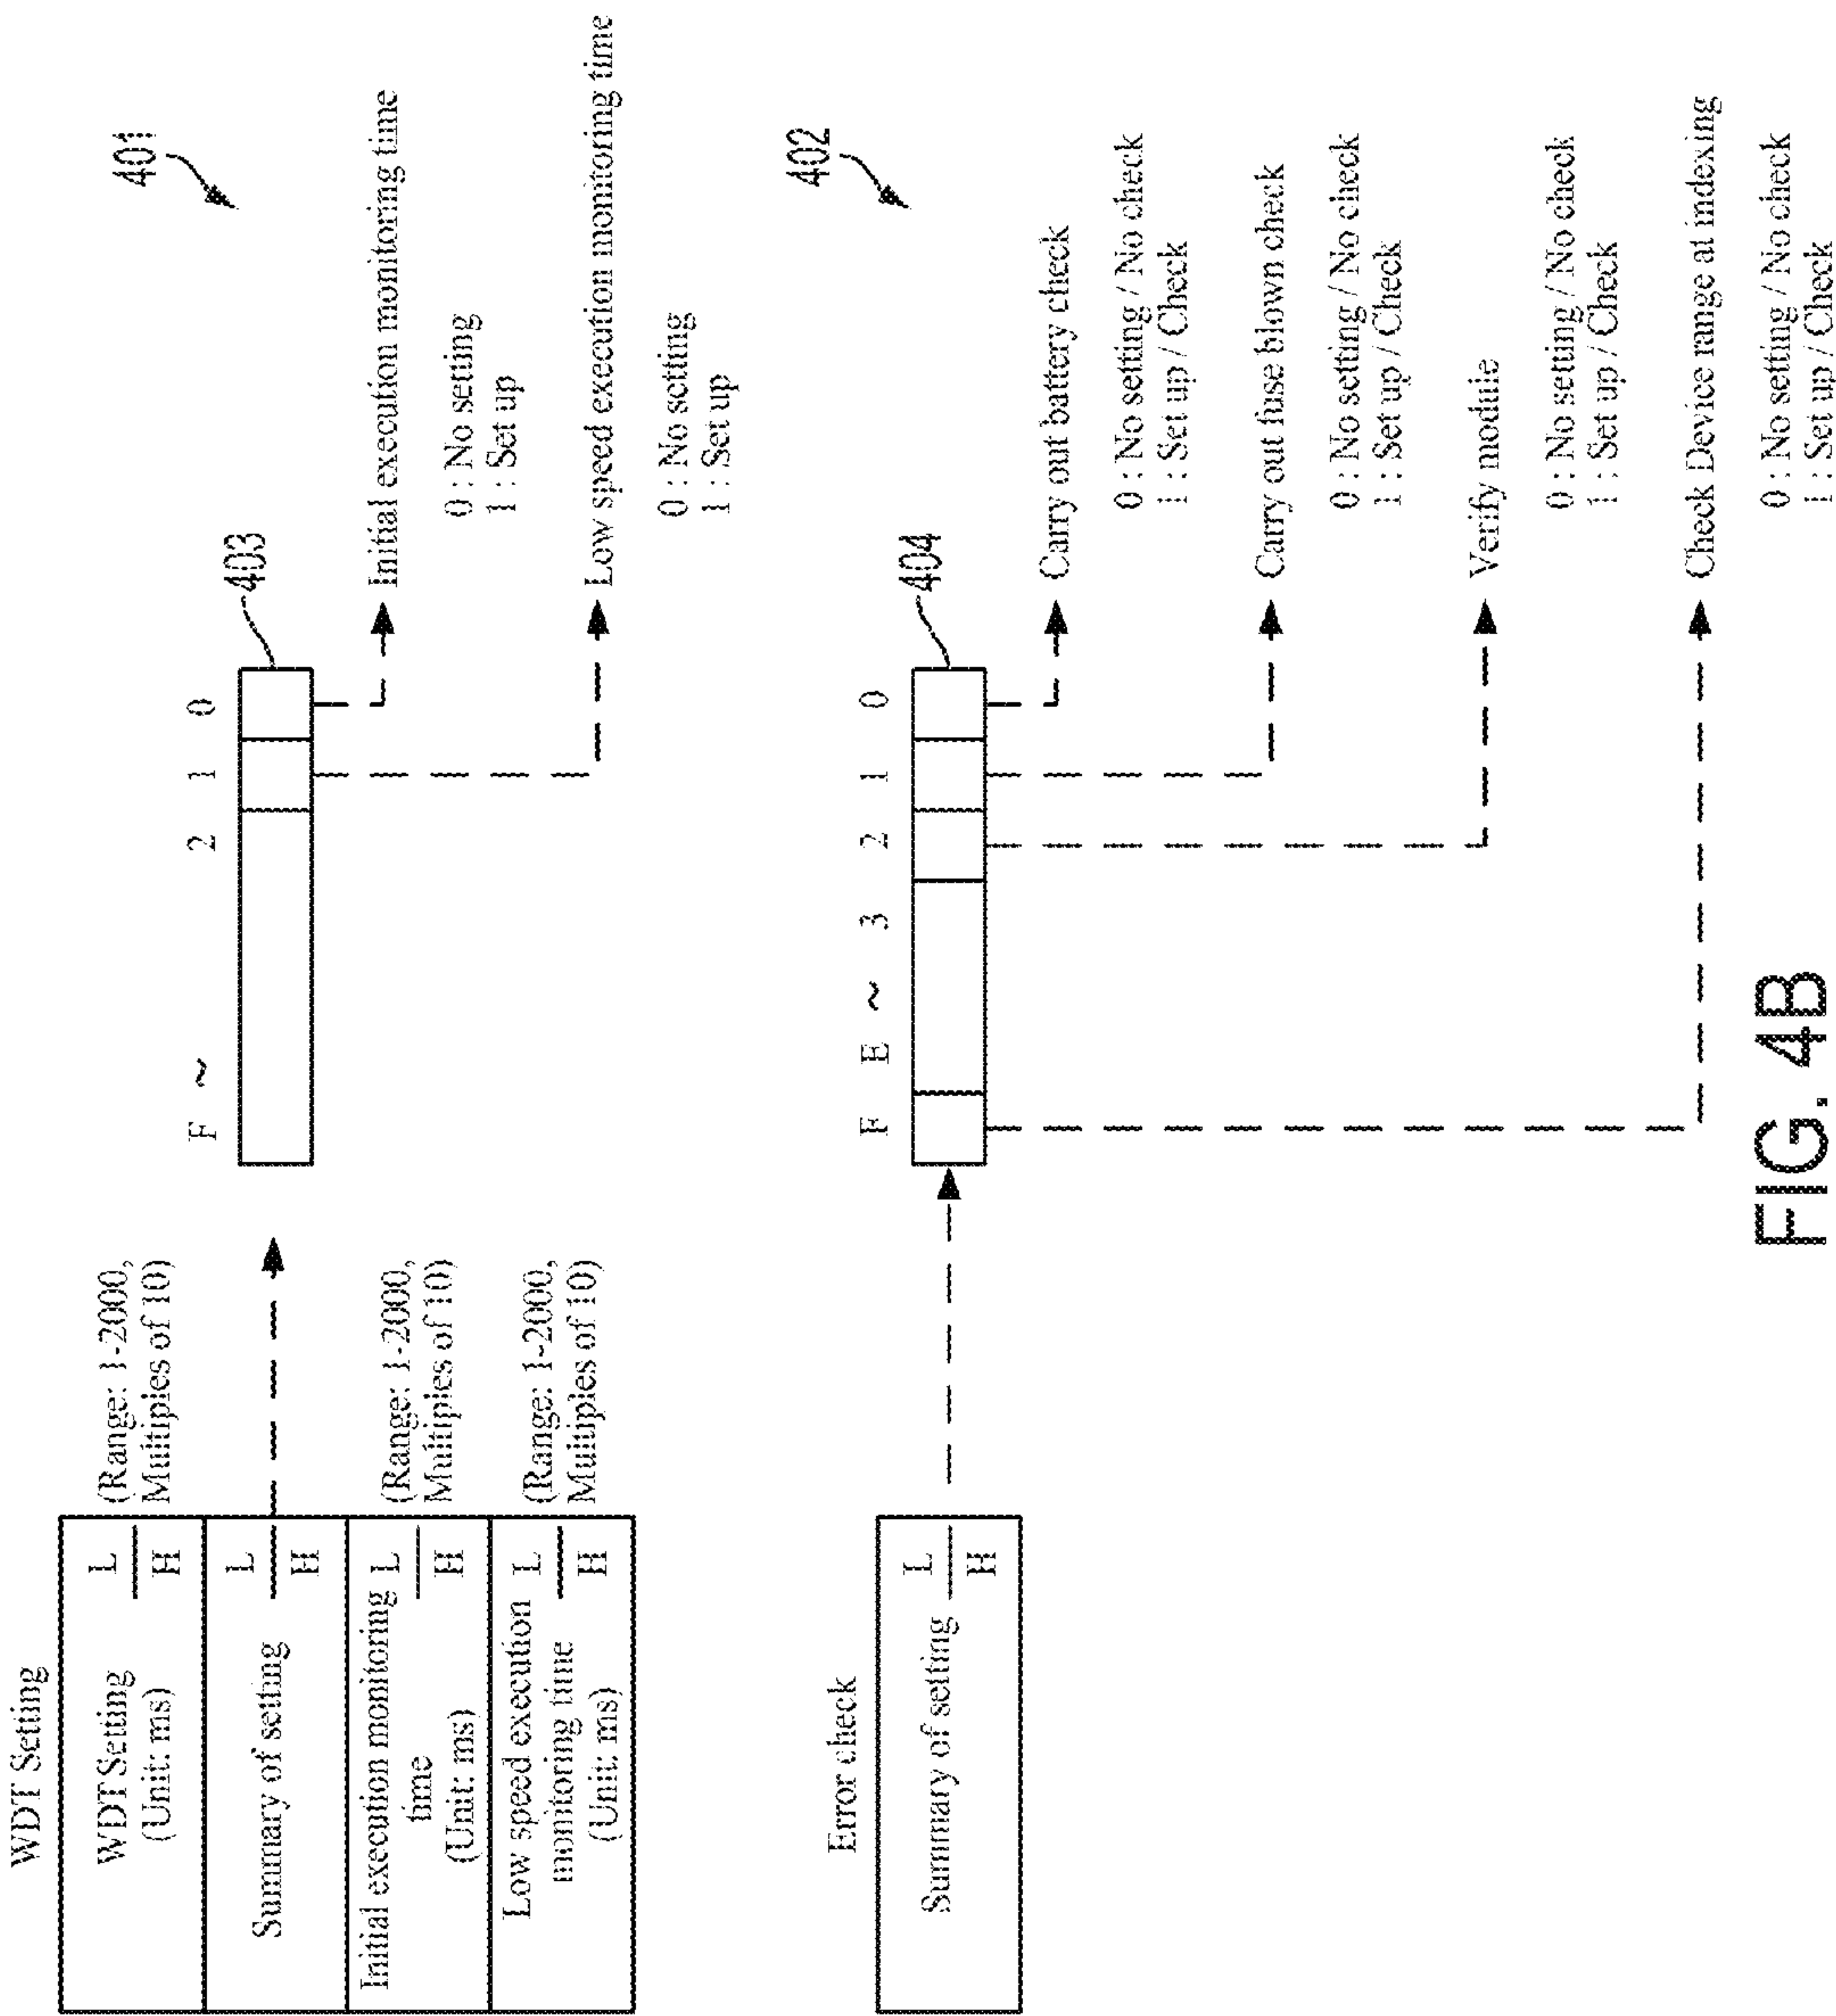 WDT Setting
WDTSetting
(Unit: ms)
L
H
(Range: 1-2000,
Multiples of 10)
Summary of setting
L
H
Initial execution monitoring
time
(Unit: ms)
L
H
(Range: 1-2000,
Multiples of 10)
Low speed execution
monitoring time
(Unit: ms)
L
H
(Range: 1-2000,
Multiples of 10)
F ~ 2 1 0
403
401
Initial execution monitoring time
0 : No setting
1 : Set up
Low speed execution monitoring time
0 : No setting
1 : Set up
Error check
Summary of setting
L
H
F E ~ 3 2 1 0
404
402
Carry out battery check
0 : No setting / No check
1 : Set up / Check
Carry out fuse blown check
0 : No setting / No check
1 : Set up / Check
Verify module
0 : No setting / No check
1 : Set up / Check
Check Device range at indexing
0 : No setting / No check
1 : Set up / Check
FIG. 4B